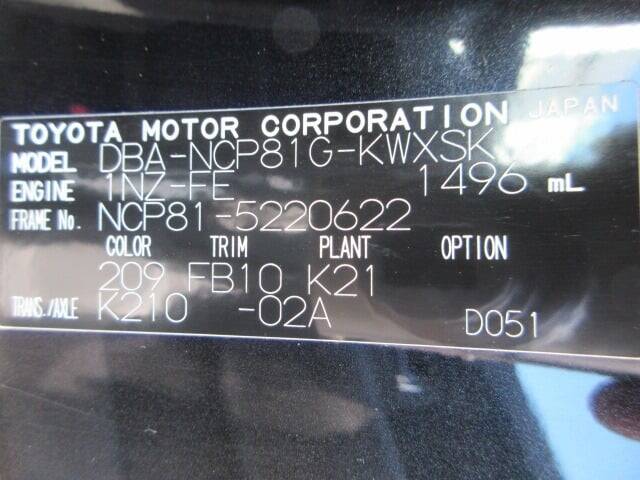 TOYOTA MOTOR CORPORATION JAPAN
MODEL DBA-NCP81G-KWXSK
ENGINE 1NZ-FE 1496 mL
FRAME No. NCP81-5220622
COLOR TRIM PLANT OPTION
209 FB10 K21
TRANS./AXLE K210 -02A D051